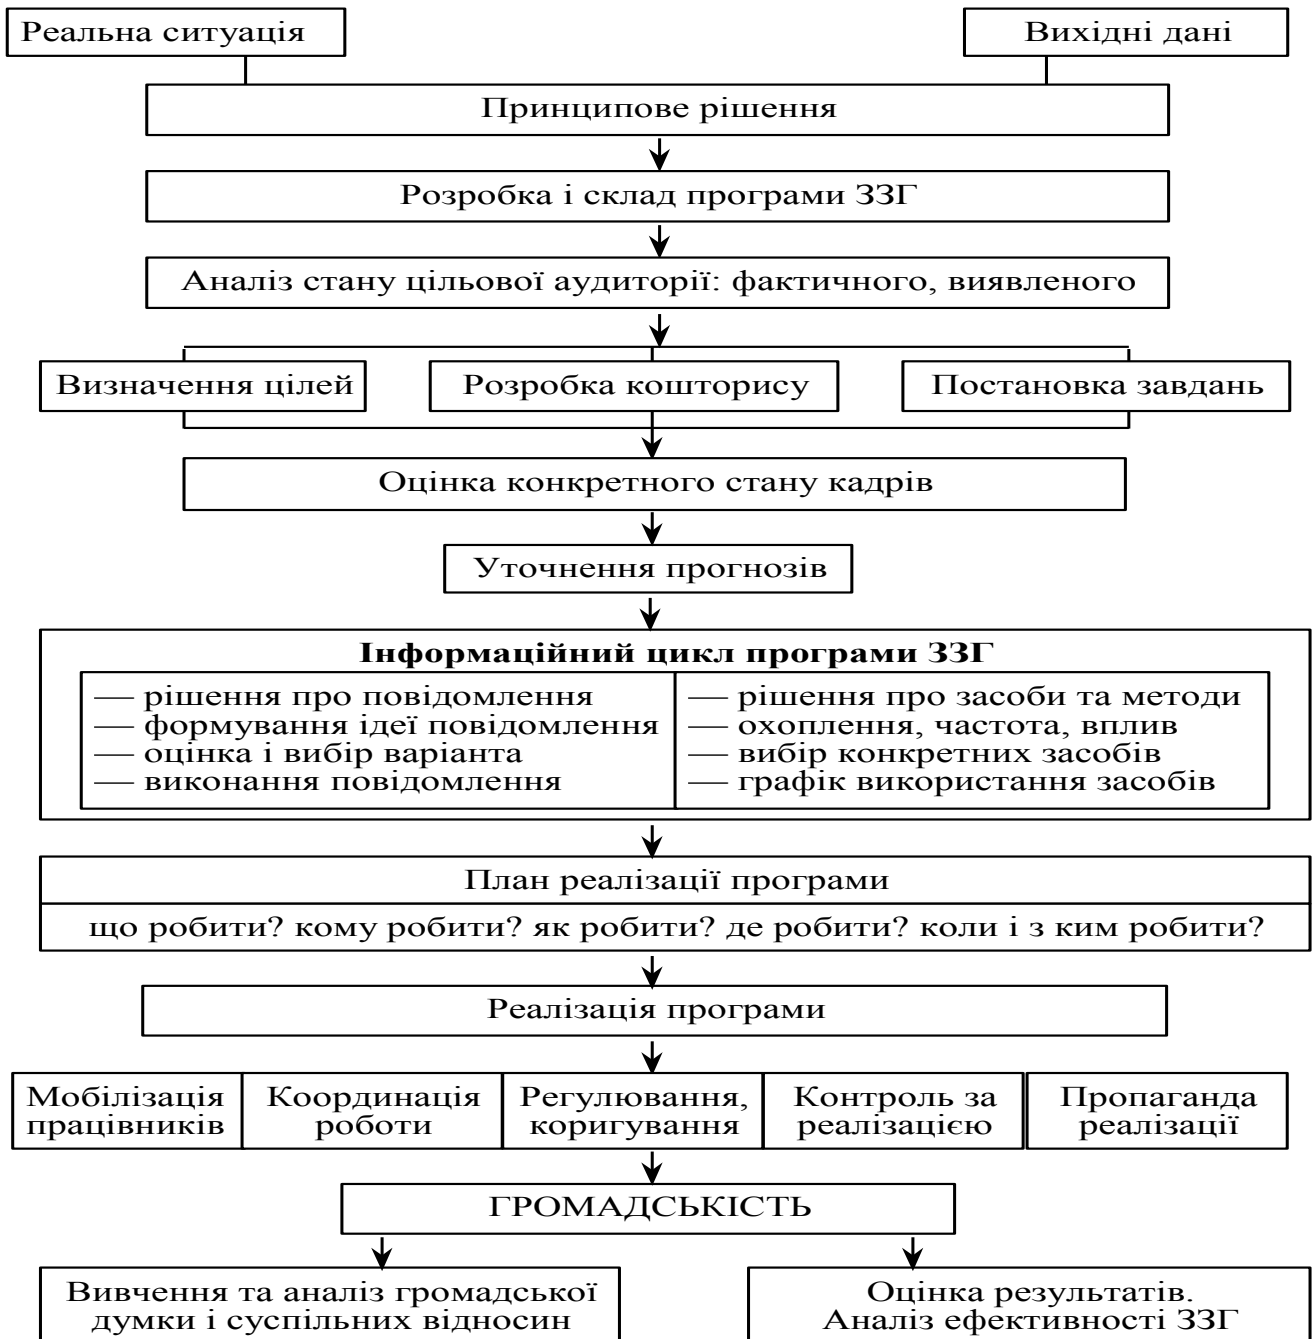 Реальна ситуація
Вихідні дані
Принципове рішення
Розробка і склад програми ЗЗГ
Аналіз стану цільової аудиторії: фактичного, виявленого
Визначення цілей
Розробка кошторису
Постановка завдань
Оцінка конкретного стану кадрів
Уточнення прогнозів
Інформаційний цикл програми ЗЗГ
— рішення про повідомлення
— формування ідеї повідомлення
— оцінка і вибір варіанта
— виконання повідомлення
— рішення про засоби та методи
— охоплення, частота, вплив
— вибір конкретних засобів
— графік використання засобів
План реалізації програми
що робити? кому робити? як робити? де робити? коли і з ким робити?
Реалізація програми
Мобілізація
працівників
Координація
роботи
Регулювання,
коригування
Контроль за
реалізацією
Пропаганда
реалізації
ГРОМАДСЬКІСТЬ
Вивчення та аналіз громадської
думки і суспільних відносин
Оцінка результатів.
Аналіз ефективності ЗЗГ